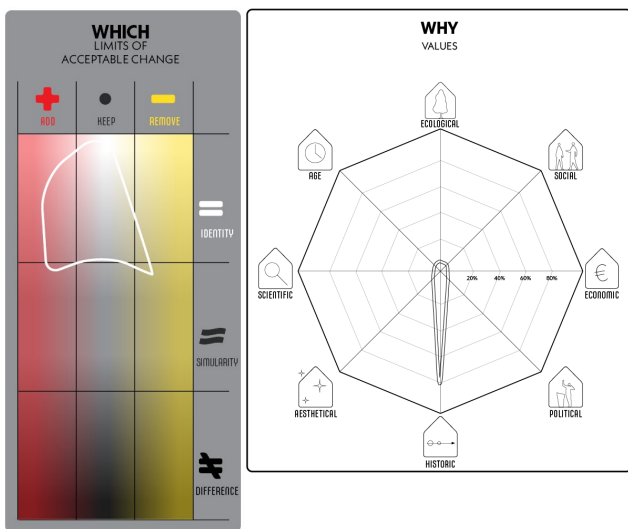 WHICH
LIMITS OF
ACCEPTABLE CHANGE
ADD
KEEP
REMOVE
IDENTITY
SIMULARITY
DIFFERENCE
WHY
VALUES
ECOLOGICAL
AGE
SOCIAL
SCIENTIFIC
20% 40% 60% 80%
€
ECONOMIC
AESTHETICAL
POLITICAL
HISTORIC